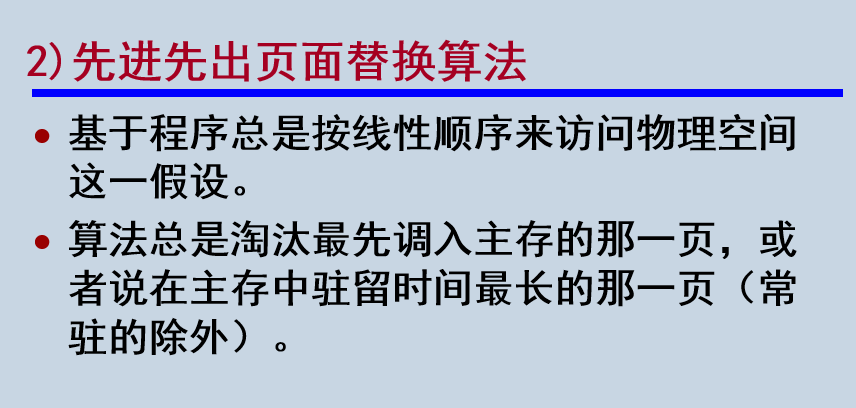 2)先进先出页面替换算法
• 基于程序总是按线性顺序来访问物理空间
这一假设。
• 算法总是淘汰最先调入主存的那一页，或
者说在主存中驻留时间最长的那一页（常
驻的除外）。